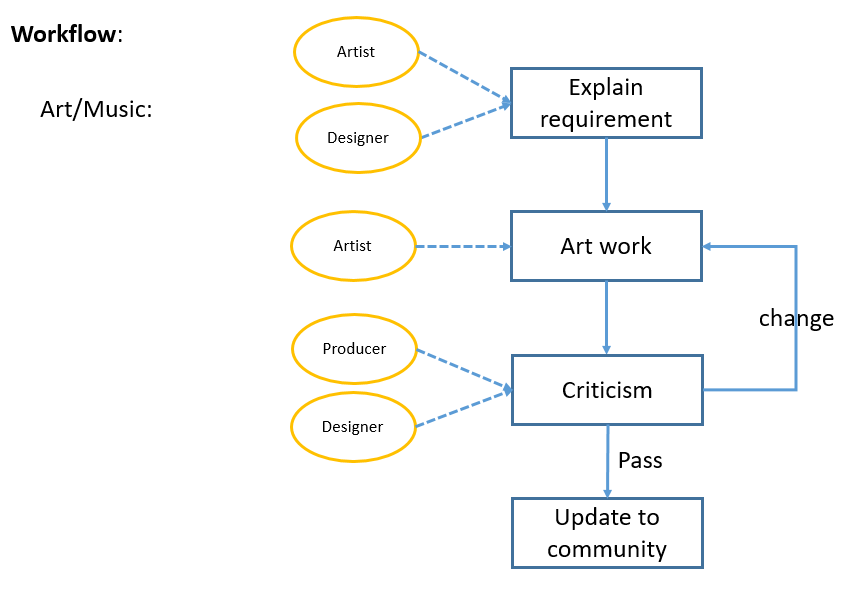 Workflow:
Art/Music:
Artist
Designer
Explain
requirement
Artist
Art work
change
Producer
Designer
Criticism
Pass
Update to
community